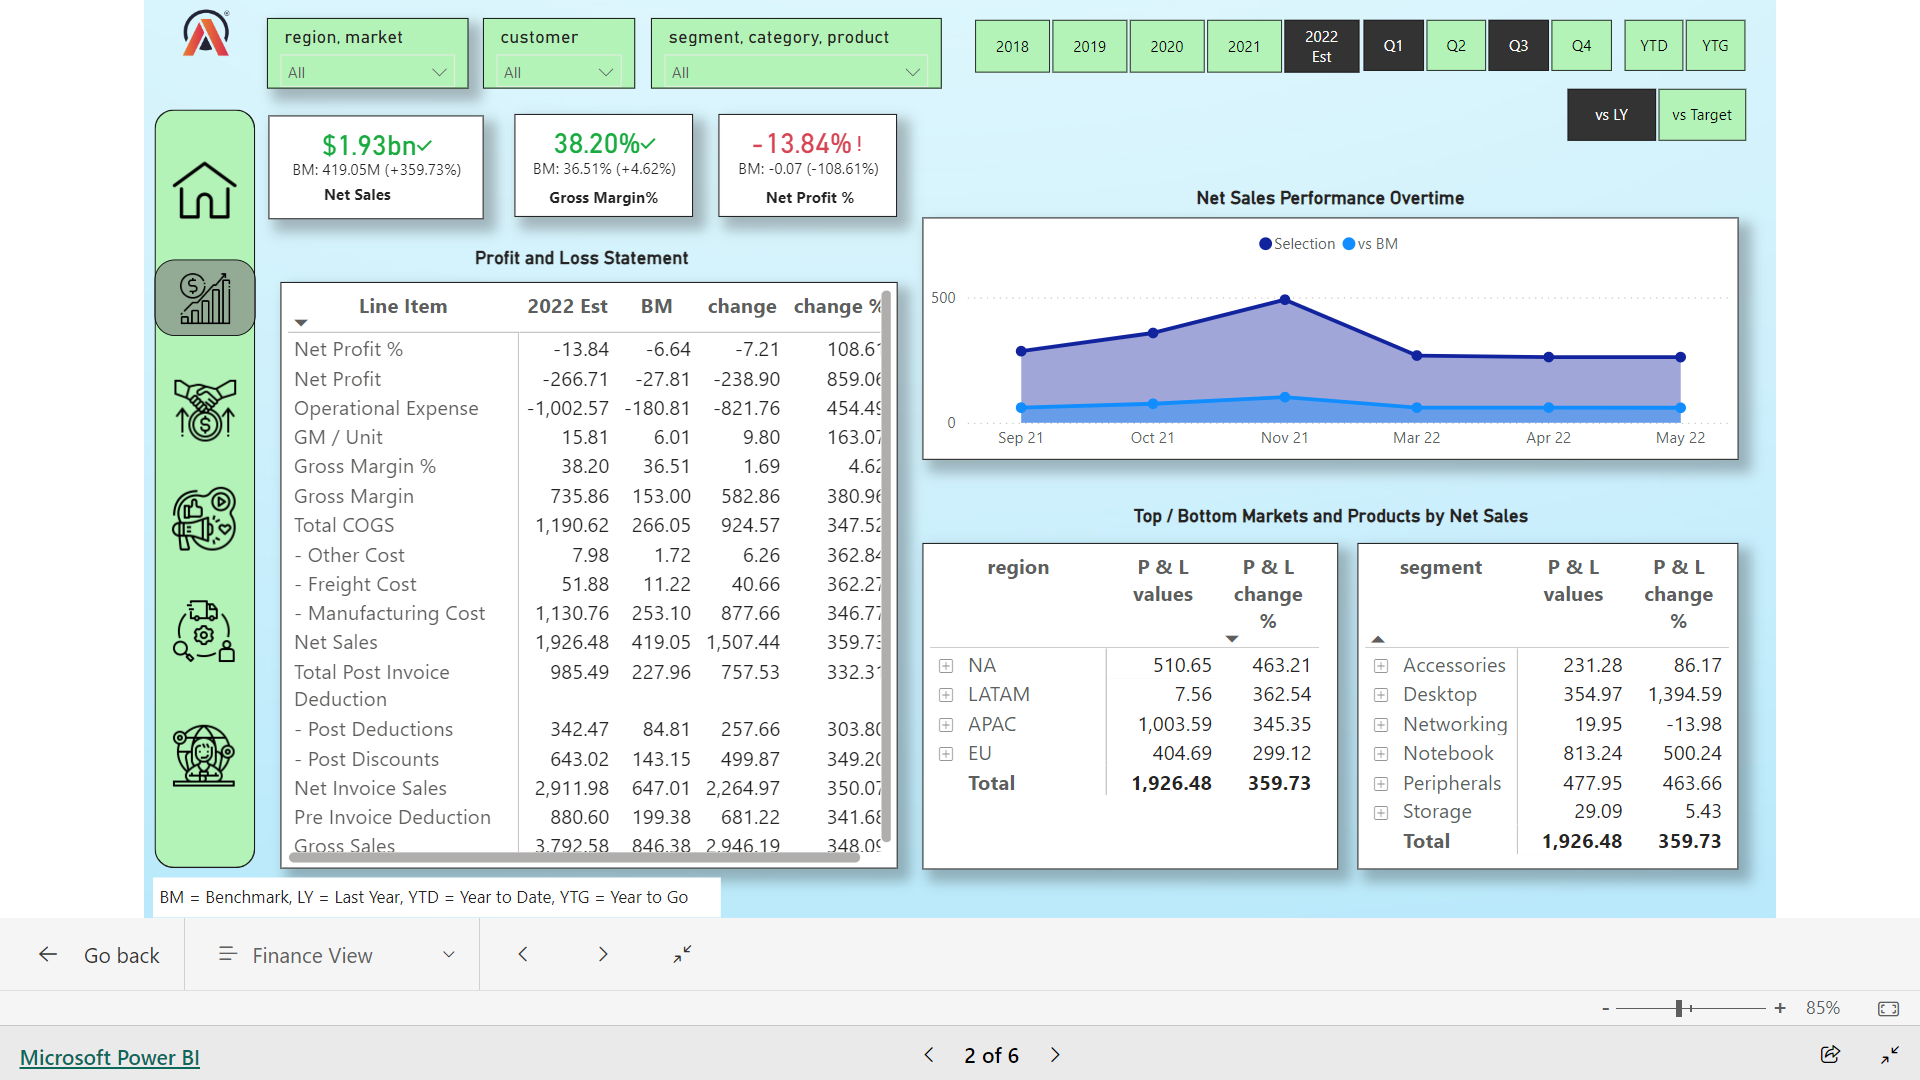 region, market
All
customer
All
segment, category, product
All
2018
2019
2020
2021
2022
Est
Q1
Q2
Q3
Q4
YTD
YTG
vs LY
vs Target
$1.93bn
BM: 419.05M (+359.73%)
Net Sales
38.20%
BM: 36.51% (+4.62%)
Gross Margin%
-13.84% !
BM: -0.07 (-108.61%)
Net Profit %
Profit and Loss Statement
Line Item 2022 Est BM change change %
Net Profit % -13.84 -6.64 -7.21 108.61
Net Profit -266.71 -27.81 -238.90 859.06
Operational Expense -1,002.57 -180.81 -821.76 454.49
GM / Unit 15.81 6.01 9.80 163.07
Gross Margin % 38.20 36.51 1.69 4.62
Gross Margin 735.86 153.00 582.86 380.96
Total COGS 1,190.62 266.05 924.57 347.52
- Other Cost 7.98 1.72 6.26 362.84
- Freight Cost 51.88 11.22 40.66 362.27
- Manufacturing Cost 1,130.76 253.10 877.66 346.77
Net Sales 1,926.48 419.05 1,507.44 359.73
Total Post Invoice 985.49 227.96 757.53 332.31
Deduction
- Post Deductions 342.47 84.81 257.66 303.80
- Post Discounts 643.02 143.15 499.87 349.20
Net Invoice Sales 2,911.98 647.01 2,264.97 350.07
Pre Invoice Deduction 880.60 199.38 681.22 341.68
Gross Sales 3,792.58 846.38 2,946.19 348.09
Net Sales Performance Overtime
Selection vs BM
500
0
Sep 21 Oct 21 Nov 21 Mar 22 Apr 22 May 22
Top / Bottom Markets and Products by Net Sales
region P & L values P & L change %
NA 510.65 463.21
LATAM 7.56 362.54
APAC 1,003.59 345.35
EU 404.69 299.12
Total 1,926.48 359.73
segment P & L values P & L change %
Accessories 231.28 86.17
Desktop 354.97 1,394.59
Networking 19.95 -13.98
Notebook 813.24 500.24
Peripherals 477.95 463.66
Storage 29.09 5.43
Total 1,926.48 359.73
BM = Benchmark, LY = Last Year, YTD = Year to Date, YTG = Year to Go
Go back
Finance View
- + 85%
Microsoft Power BI
2 of 6